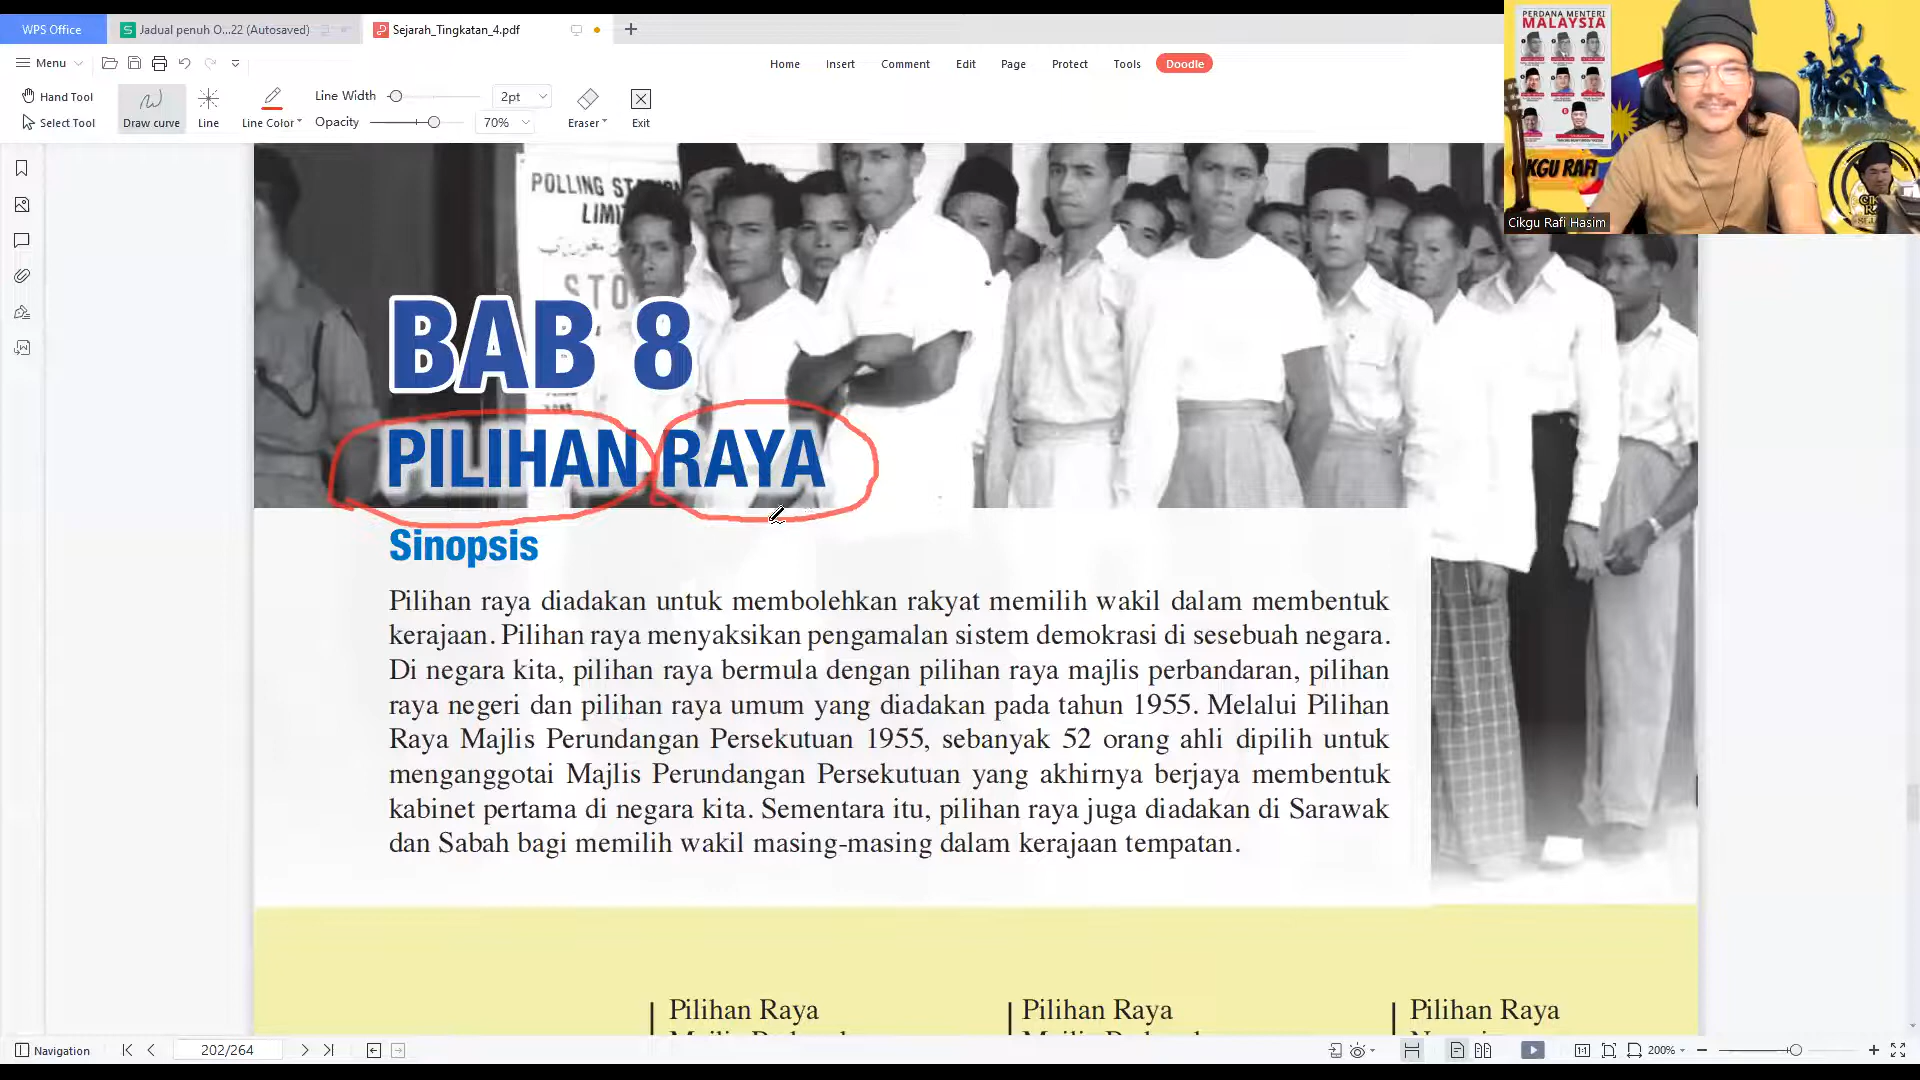 WPS Office
Jadual penuh O...22 (Autosaved)
Sejarah_Tingkatan_4.pdf
Menu
Home Insert Comment Edit Page Protect Tools Doodle
Hand Tool
Select Tool
Draw curve
Line
Line Color
Line Width 2pt
Opacity 70%
Eraser
Exit
PERDANA MENTERI
MALAYSIA
CIKGU RAFI
Cikgu Rafi Hasim
POLLING STATION
LIMIT
STO
BAB 8
PILIHAN RAYA
Sinopsis
Pilihan raya diadakan untuk membolehkan rakyat memilih wakil dalam membentuk
kerajaan. Pilihan raya menyaksikan pengamalan sistem demokrasi di sesebuah negara.
Di negara kita, pilihan raya bermula dengan pilihan raya majlis perbandaran, pilihan
raya negeri dan pilihan raya umum yang diadakan pada tahun 1955. Melalui Pilihan
Raya Majlis Perundangan Persekutuan 1955, sebanyak 52 orang ahli dipilih untuk
menganggotai Majlis Perundangan Persekutuan yang akhirnya berjaya membentuk
kabinet pertama di negara kita. Sementara itu, pilihan raya juga diadakan di Sarawak
dan Sabah bagi memilih wakil masing-masing dalam kerajaan tempatan.
Pilihan Raya
Pilihan Raya
Pilihan Raya
Navigation
202/264
200%